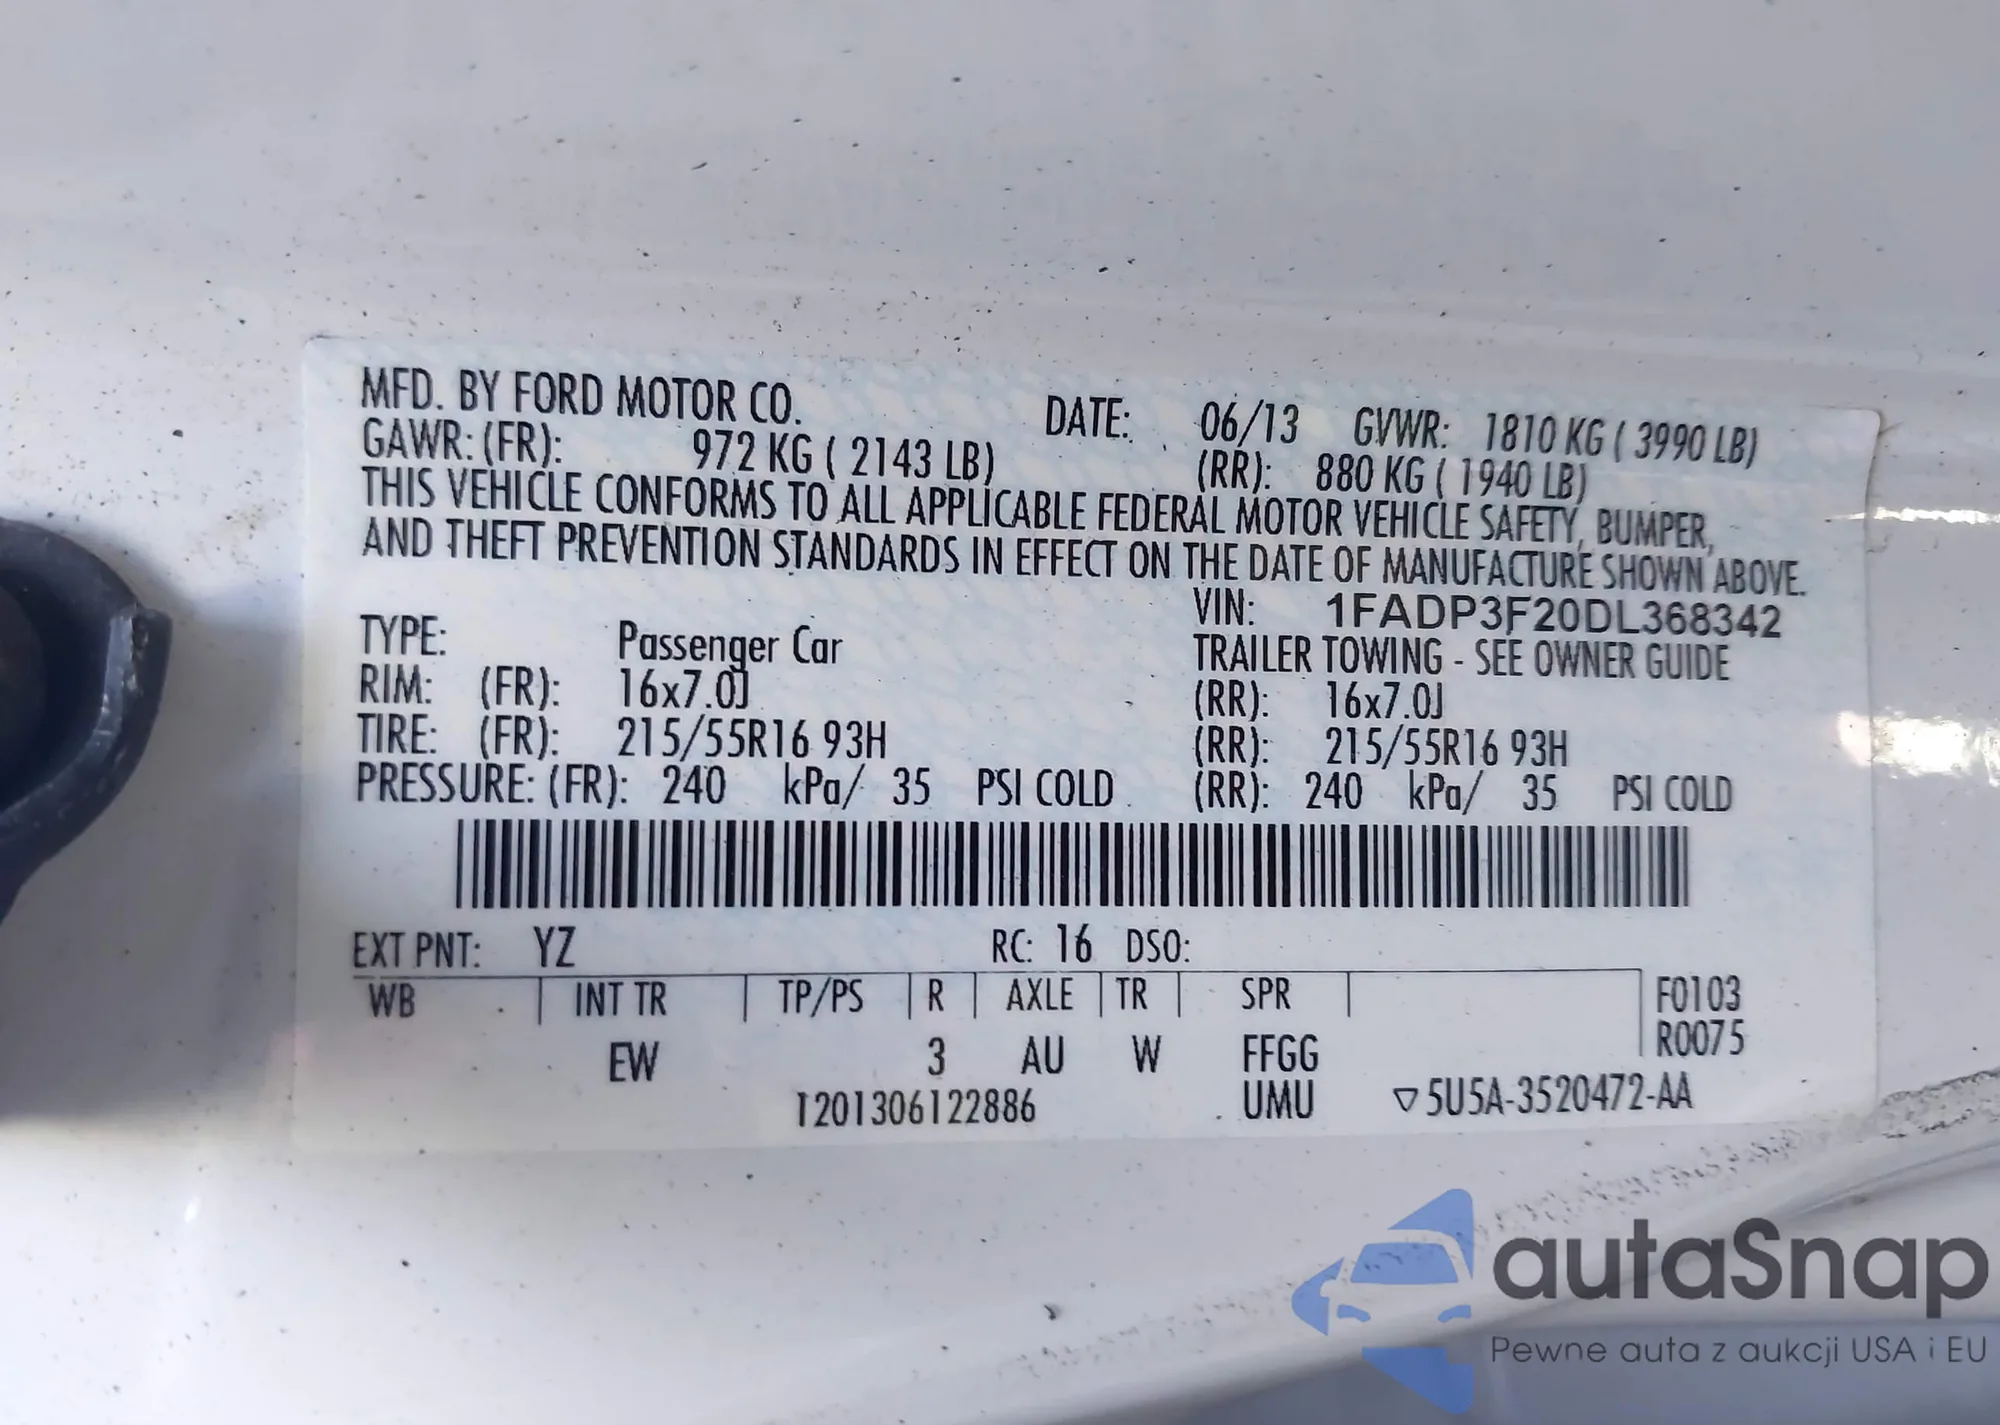 MFD. BY FORD MOTOR CO. DATE: 06/13 GVWR: 1810 KG ( 3990 LB)
GAWR: (FR): 972 KG ( 2143 LB) (RR): 880 KG ( 1940 LB)
THIS VEHICLE CONFORMS TO ALL APPLICABLE FEDERAL MOTOR VEHICLE SAFETY, BUMPER,
AND THEFT PREVENTION STANDARDS IN EFFECT ON THE DATE OF MANUFACTURE SHOWN ABOVE.
VIN: 1FADP3F20DL368342
TYPE: Passenger Car TRAILER TOWING - SEE OWNER GUIDE
RIM: (FR): 16x7.0J (RR): 16x7.0J
TIRE: (FR): 215/55R16 93H (RR): 215/55R16 93H
PRESSURE: (FR): 240 kPa/ 35 PSI COLD (RR): 240 kPa/ 35 PSI COLD
EXT PNT: YZ RC: 16 DSO:
WB INT TR TP/PS R AXLE TR SPR F0103
R0075
EW 3 AU W FFGG
T201306122886 UMU ▽5U5A-3520472-AA
autaSnap
Pewne auta z aukcji USA i EU